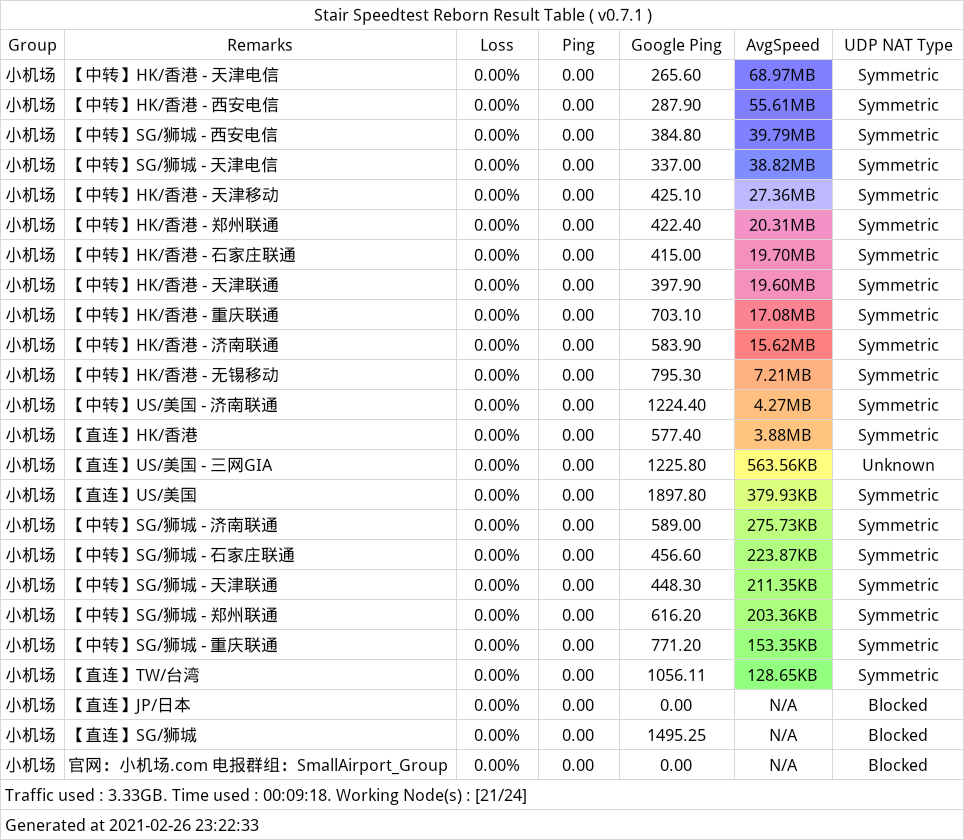 Stair Speedtest Reborn Result Table ( v0.7.1 )
Group Remarks Loss Ping Google Ping AvgSpeed UDP NAT Type
小机场 【中转】HK/香港 - 天津电信 0.00% 0.00 265.60 68.97MB Symmetric
小机场 【中转】HK/香港 - 西安电信 0.00% 0.00 287.90 55.61MB Symmetric
小机场 【中转】SG/狮城 - 西安电信 0.00% 0.00 384.80 39.79MB Symmetric
小机场 【中转】SG/狮城 - 天津电信 0.00% 0.00 337.00 38.82MB Symmetric
小机场 【中转】HK/香港 - 天津移动 0.00% 0.00 425.10 27.36MB Symmetric
小机场 【中转】HK/香港 - 郑州联通 0.00% 0.00 422.40 20.31MB Symmetric
小机场 【中转】HK/香港 - 石家庄联通 0.00% 0.00 415.00 19.70MB Symmetric
小机场 【中转】HK/香港 - 天津联通 0.00% 0.00 397.90 19.60MB Symmetric
小机场 【中转】HK/香港 - 重庆联通 0.00% 0.00 703.10 17.08MB Symmetric
小机场 【中转】HK/香港 - 济南联通 0.00% 0.00 583.90 15.62MB Symmetric
小机场 【中转】HK/香港 - 无锡移动 0.00% 0.00 795.30 7.21MB Symmetric
小机场 【中转】US/美国 - 济南联通 0.00% 0.00 1224.40 4.27MB Symmetric
小机场 【直连】HK/香港 0.00% 0.00 577.40 3.88MB Symmetric
小机场 【直连】US/美国 - 三网GIA 0.00% 0.00 1225.80 563.56KB Unknown
小机场 【直连】US/美国 0.00% 0.00 1897.80 379.93KB Symmetric
小机场 【中转】SG/狮城 - 济南联通 0.00% 0.00 589.00 275.73KB Symmetric
小机场 【中转】SG/狮城 - 石家庄联通 0.00% 0.00 456.60 223.87KB Symmetric
小机场 【中转】SG/狮城 - 天津联通 0.00% 0.00 448.30 211.35KB Symmetric
小机场 【中转】SG/狮城 - 郑州联通 0.00% 0.00 616.20 203.36KB Symmetric
小机场 【中转】SG/狮城 - 重庆联通 0.00% 0.00 771.20 153.35KB Symmetric
小机场 【直连】TW/台湾 0.00% 0.00 1056.11 128.65KB Symmetric
小机场 【直连】JP/日本 0.00% 0.00 0.00 N/A Blocked
小机场 【直连】SG/狮城 0.00% 0.00 1495.25 N/A Blocked
小机场 官网：小机场.com 电报群组：SmallAirport_Group 0.00% 0.00 0.00 N/A Blocked
Traffic used : 3.33GB. Time used : 00:09:18. Working Node(s) : [21/24]
Generated at 2021-02-26 23:22:33